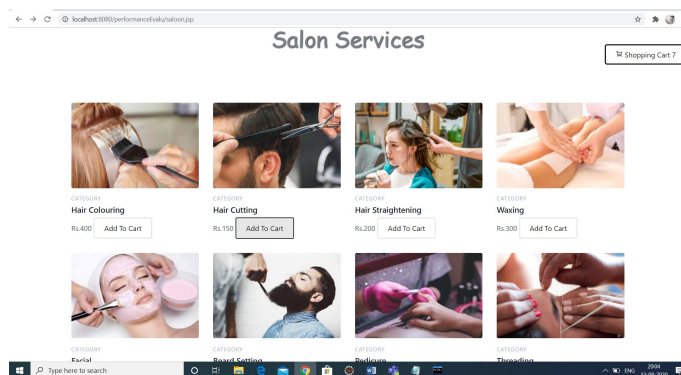 localhost:8080/performanceEvalu/saloon.jsp
Salon Services
Shopping Cart 7
CATEGORY
Hair Colouring
Rs.400 Add To Cart
CATEGORY
Hair Cutting
Rs.150 Add To Cart
CATEGORY
Hair Straightening
Rs.200 Add To Cart
CATEGORY
Waxing
Rs.300 Add To Cart
CATEGORY
Facial
CATEGORY
Beard Setting
CATEGORY
Pedicure
CATEGORY
Threading
Type here to search
ENG
20:04
12-09-2020